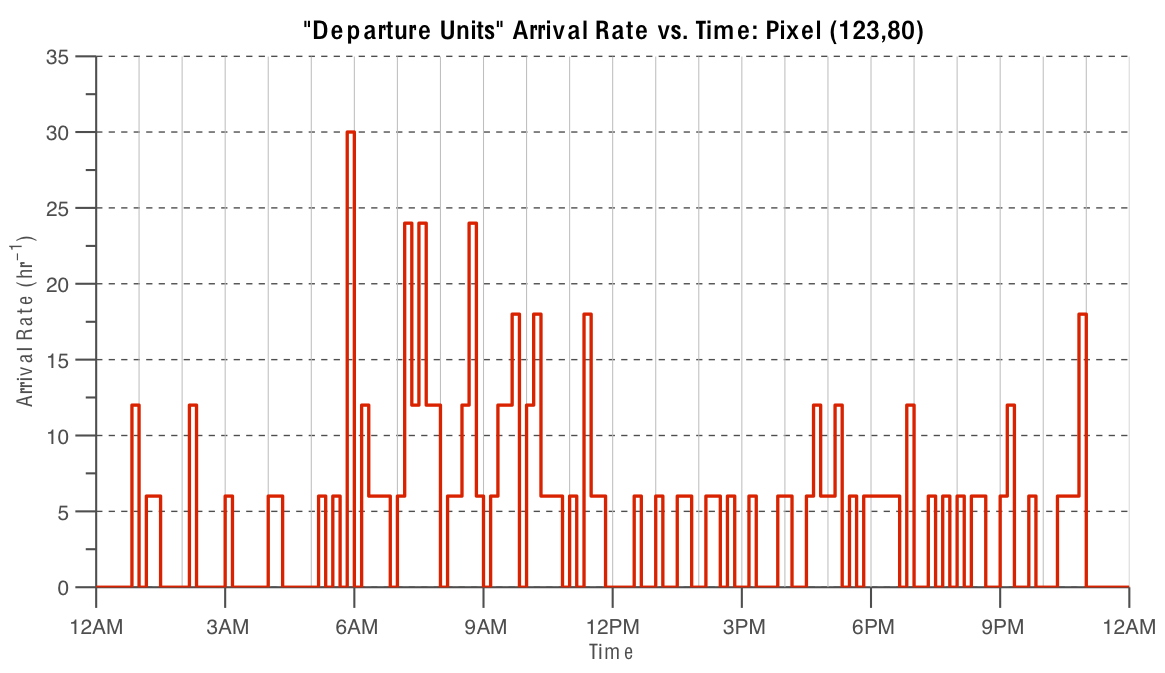 "Departure Units" Arrival Rate vs. Time: Pixel (123,80)
35
30
25
20
15
10
5
0
Arrival Rate (hr⁻¹)
12AM 3AM 6AM 9AM 12PM 3PM 6PM 9PM 12AM
Time